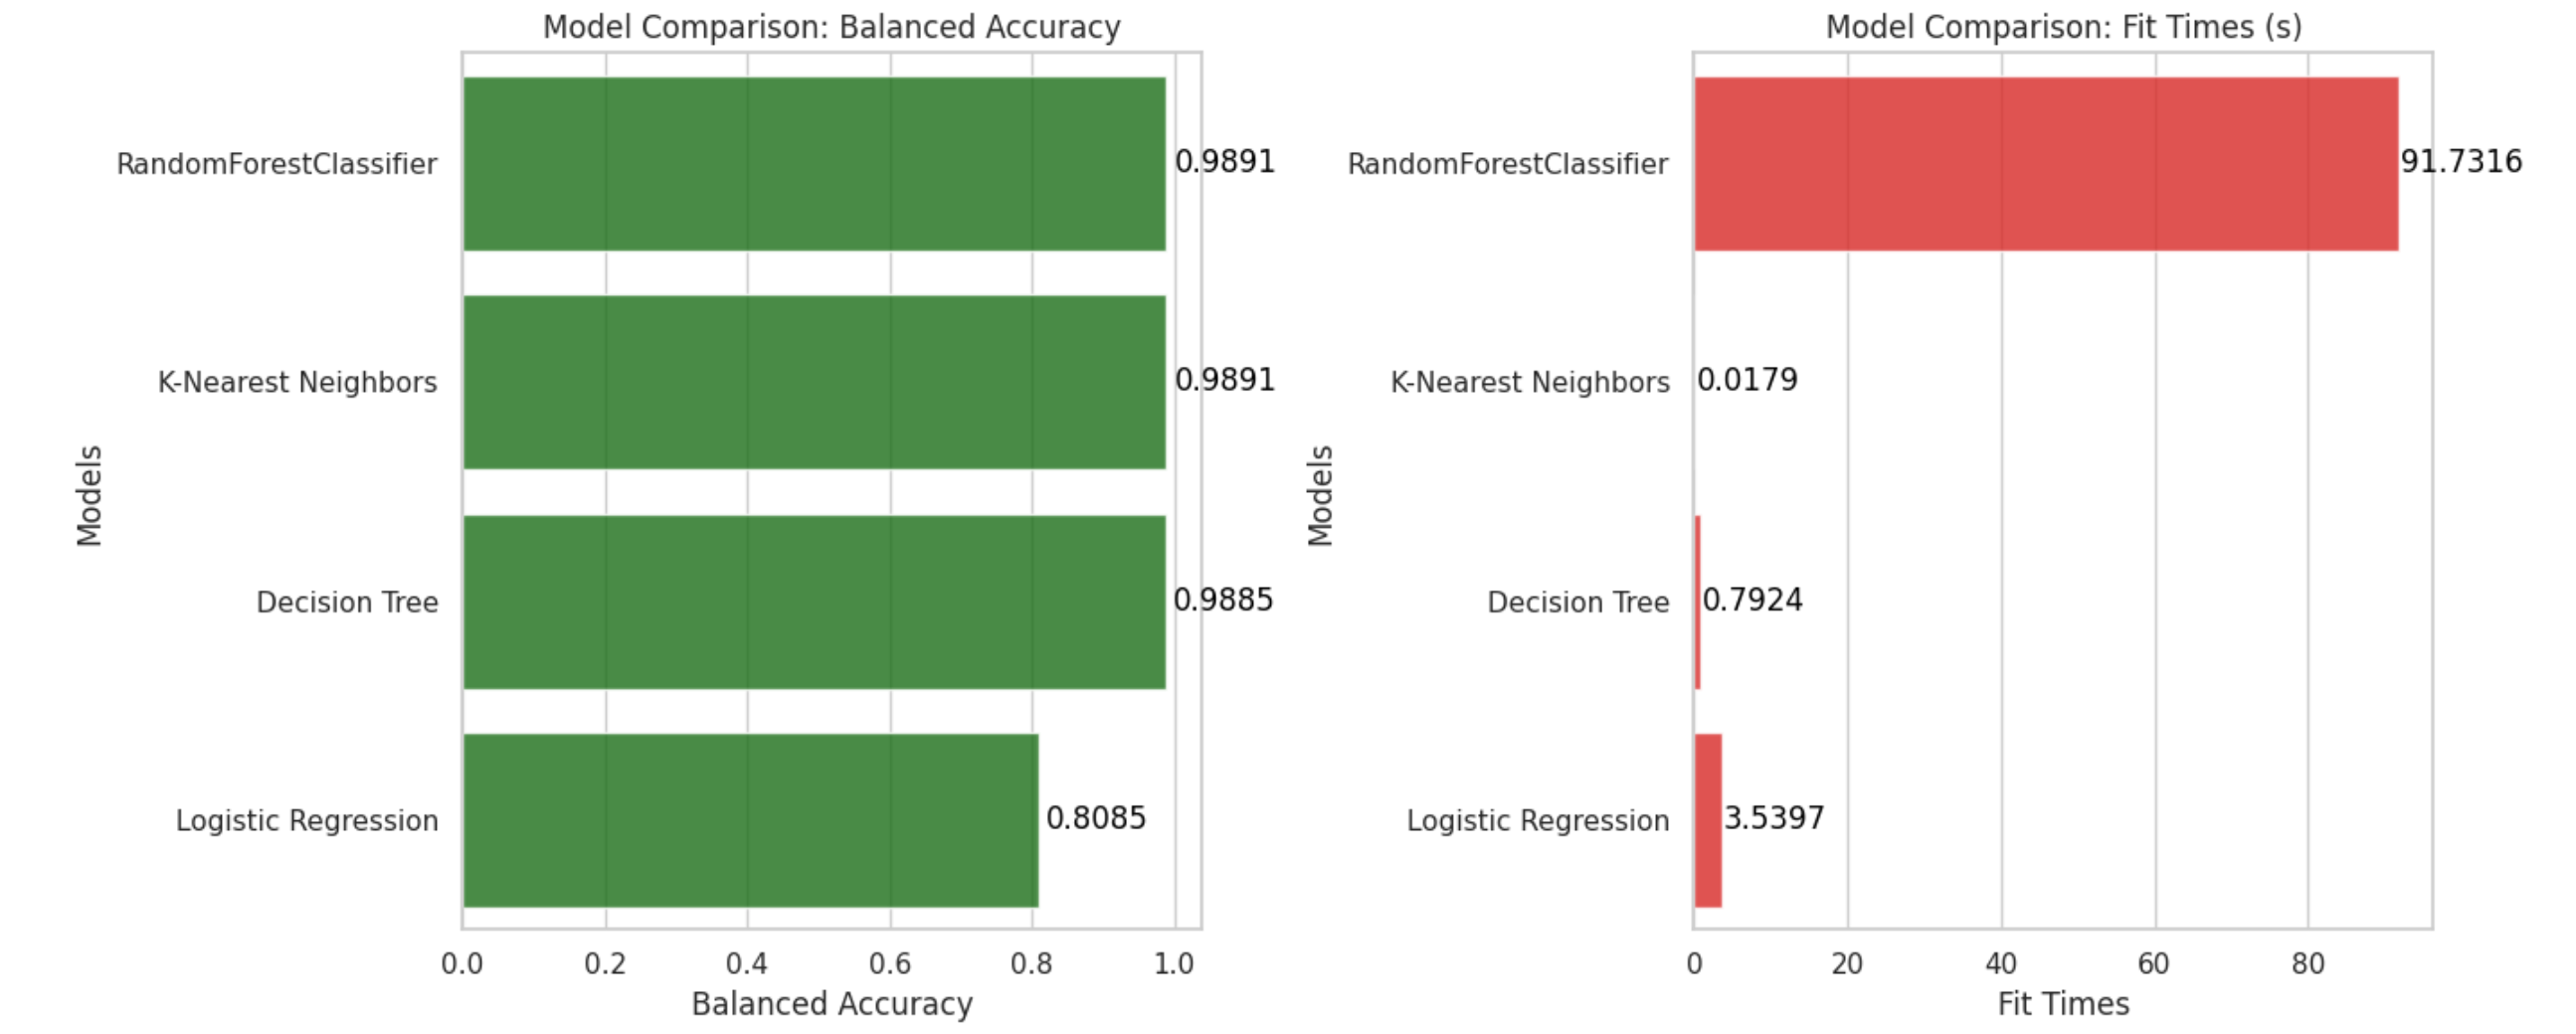 Model Comparison: Balanced Accuracy
Models
RandomForestClassifier
0.9891
K-Nearest Neighbors
0.9891
Decision Tree
0.9885
Logistic Regression
0.8085
0.0 0.2 0.4 0.6 0.8 1.0
Balanced Accuracy
Model Comparison: Fit Times (s)
Models
RandomForestClassifier
91.7316
K-Nearest Neighbors
0.0179
Decision Tree
0.7924
Logistic Regression
3.5397
0 20 40 60 80
Fit Times